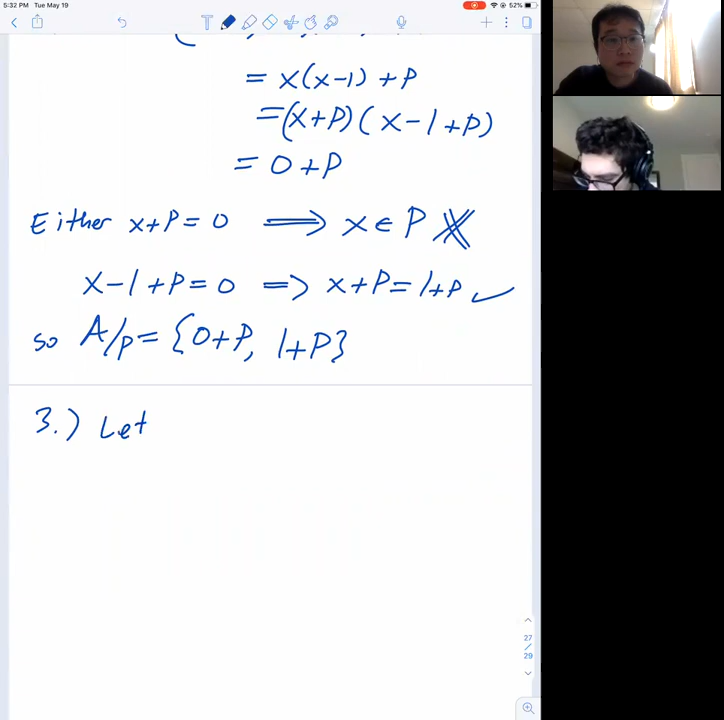 5:32 PM Tue May 19
52%
= x(x-1) + P
= (x+P)(x-1+P)
= 0+P
Either x+P = 0 ⟹ x ∈ P
x-1+P = 0 => x+P = 1+P ✓
so A/P = {0+P, 1+P}
3.) Let
27
/
29